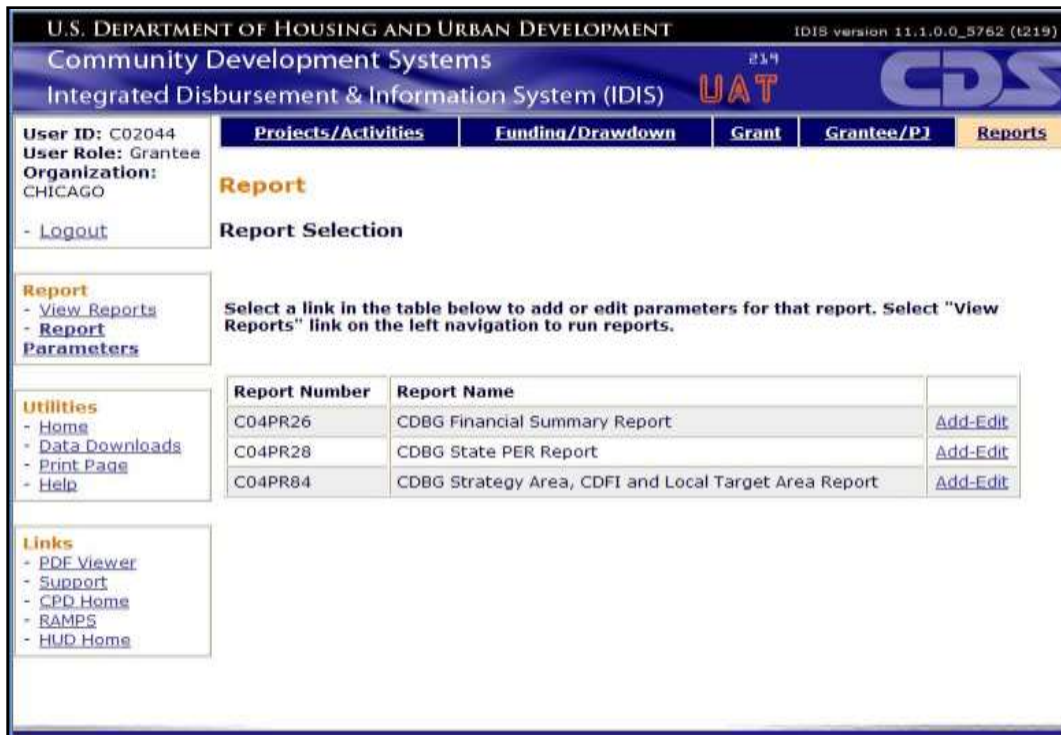 U.S. DEPARTMENT OF HOUSING AND URBAN DEVELOPMENT
IDIS version 11.1.0.0_5762 (t219)
Community Development Systems
Integrated Disbursement & Information System (IDIS)
219
UAT
CDS
User ID: C02044
User Role: Grantee
Organization:
CHICAGO
- Logout
Projects/Activities
Funding/Drawdown
Grant
Grantee/PJ
Reports
Report
- View Reports
- Report
Parameters
Utilities
- Home
- Data Downloads
- Print Page
- Help
Links
- PDF Viewer
- Support
- CPD Home
- RAMPS
- HUD Home
Report
Report Selection
Select a link in the table below to add or edit parameters for that report. Select "View
Reports" link on the left navigation to run reports.
Report Number Report Name
C04PR26 CDBG Financial Summary Report Add-Edit
C04PR28 CDBG State PER Report Add-Edit
C04PR84 CDBG Strategy Area, CDFI and Local Target Area Report Add-Edit